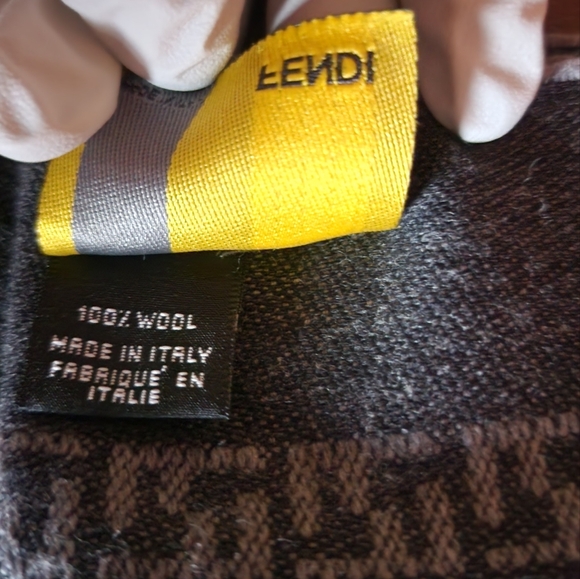 FENDI
100% WOOL
MADE IN ITALY
FABRIQUE' EN
ITALIE